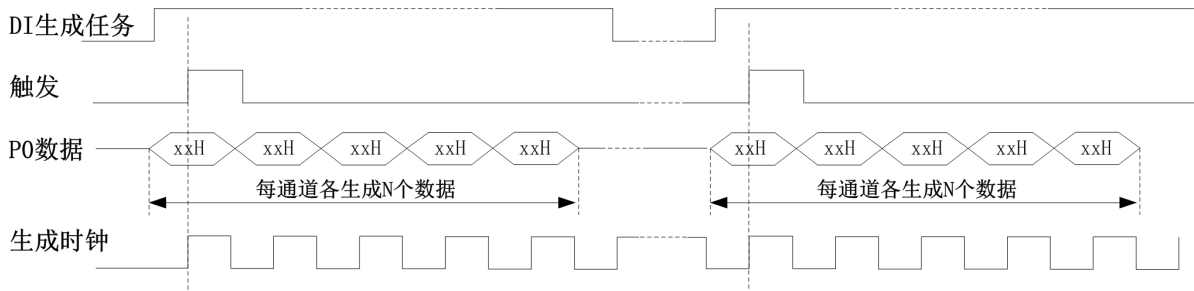 DI生成任务
触发
P0数据
xxH xxH xxH xxH xxH xxH xxH xxH xxH xxH
每通道各生成N个数据 每通道各生成N个数据
生成时钟